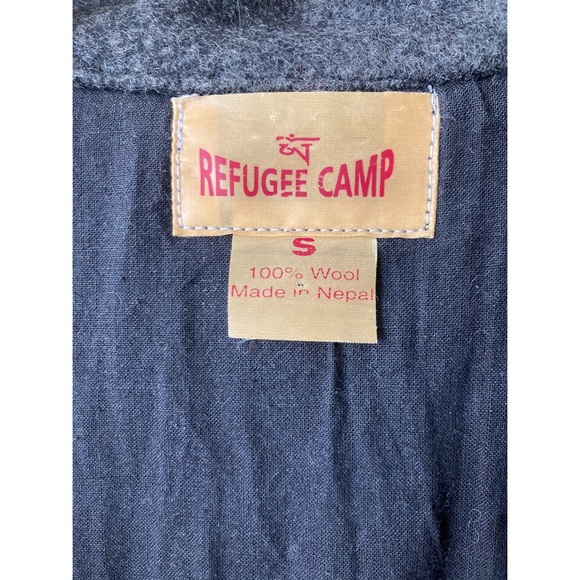 ༀ
REFUGEE CAMP
S
100% Wool
Made in Nepal